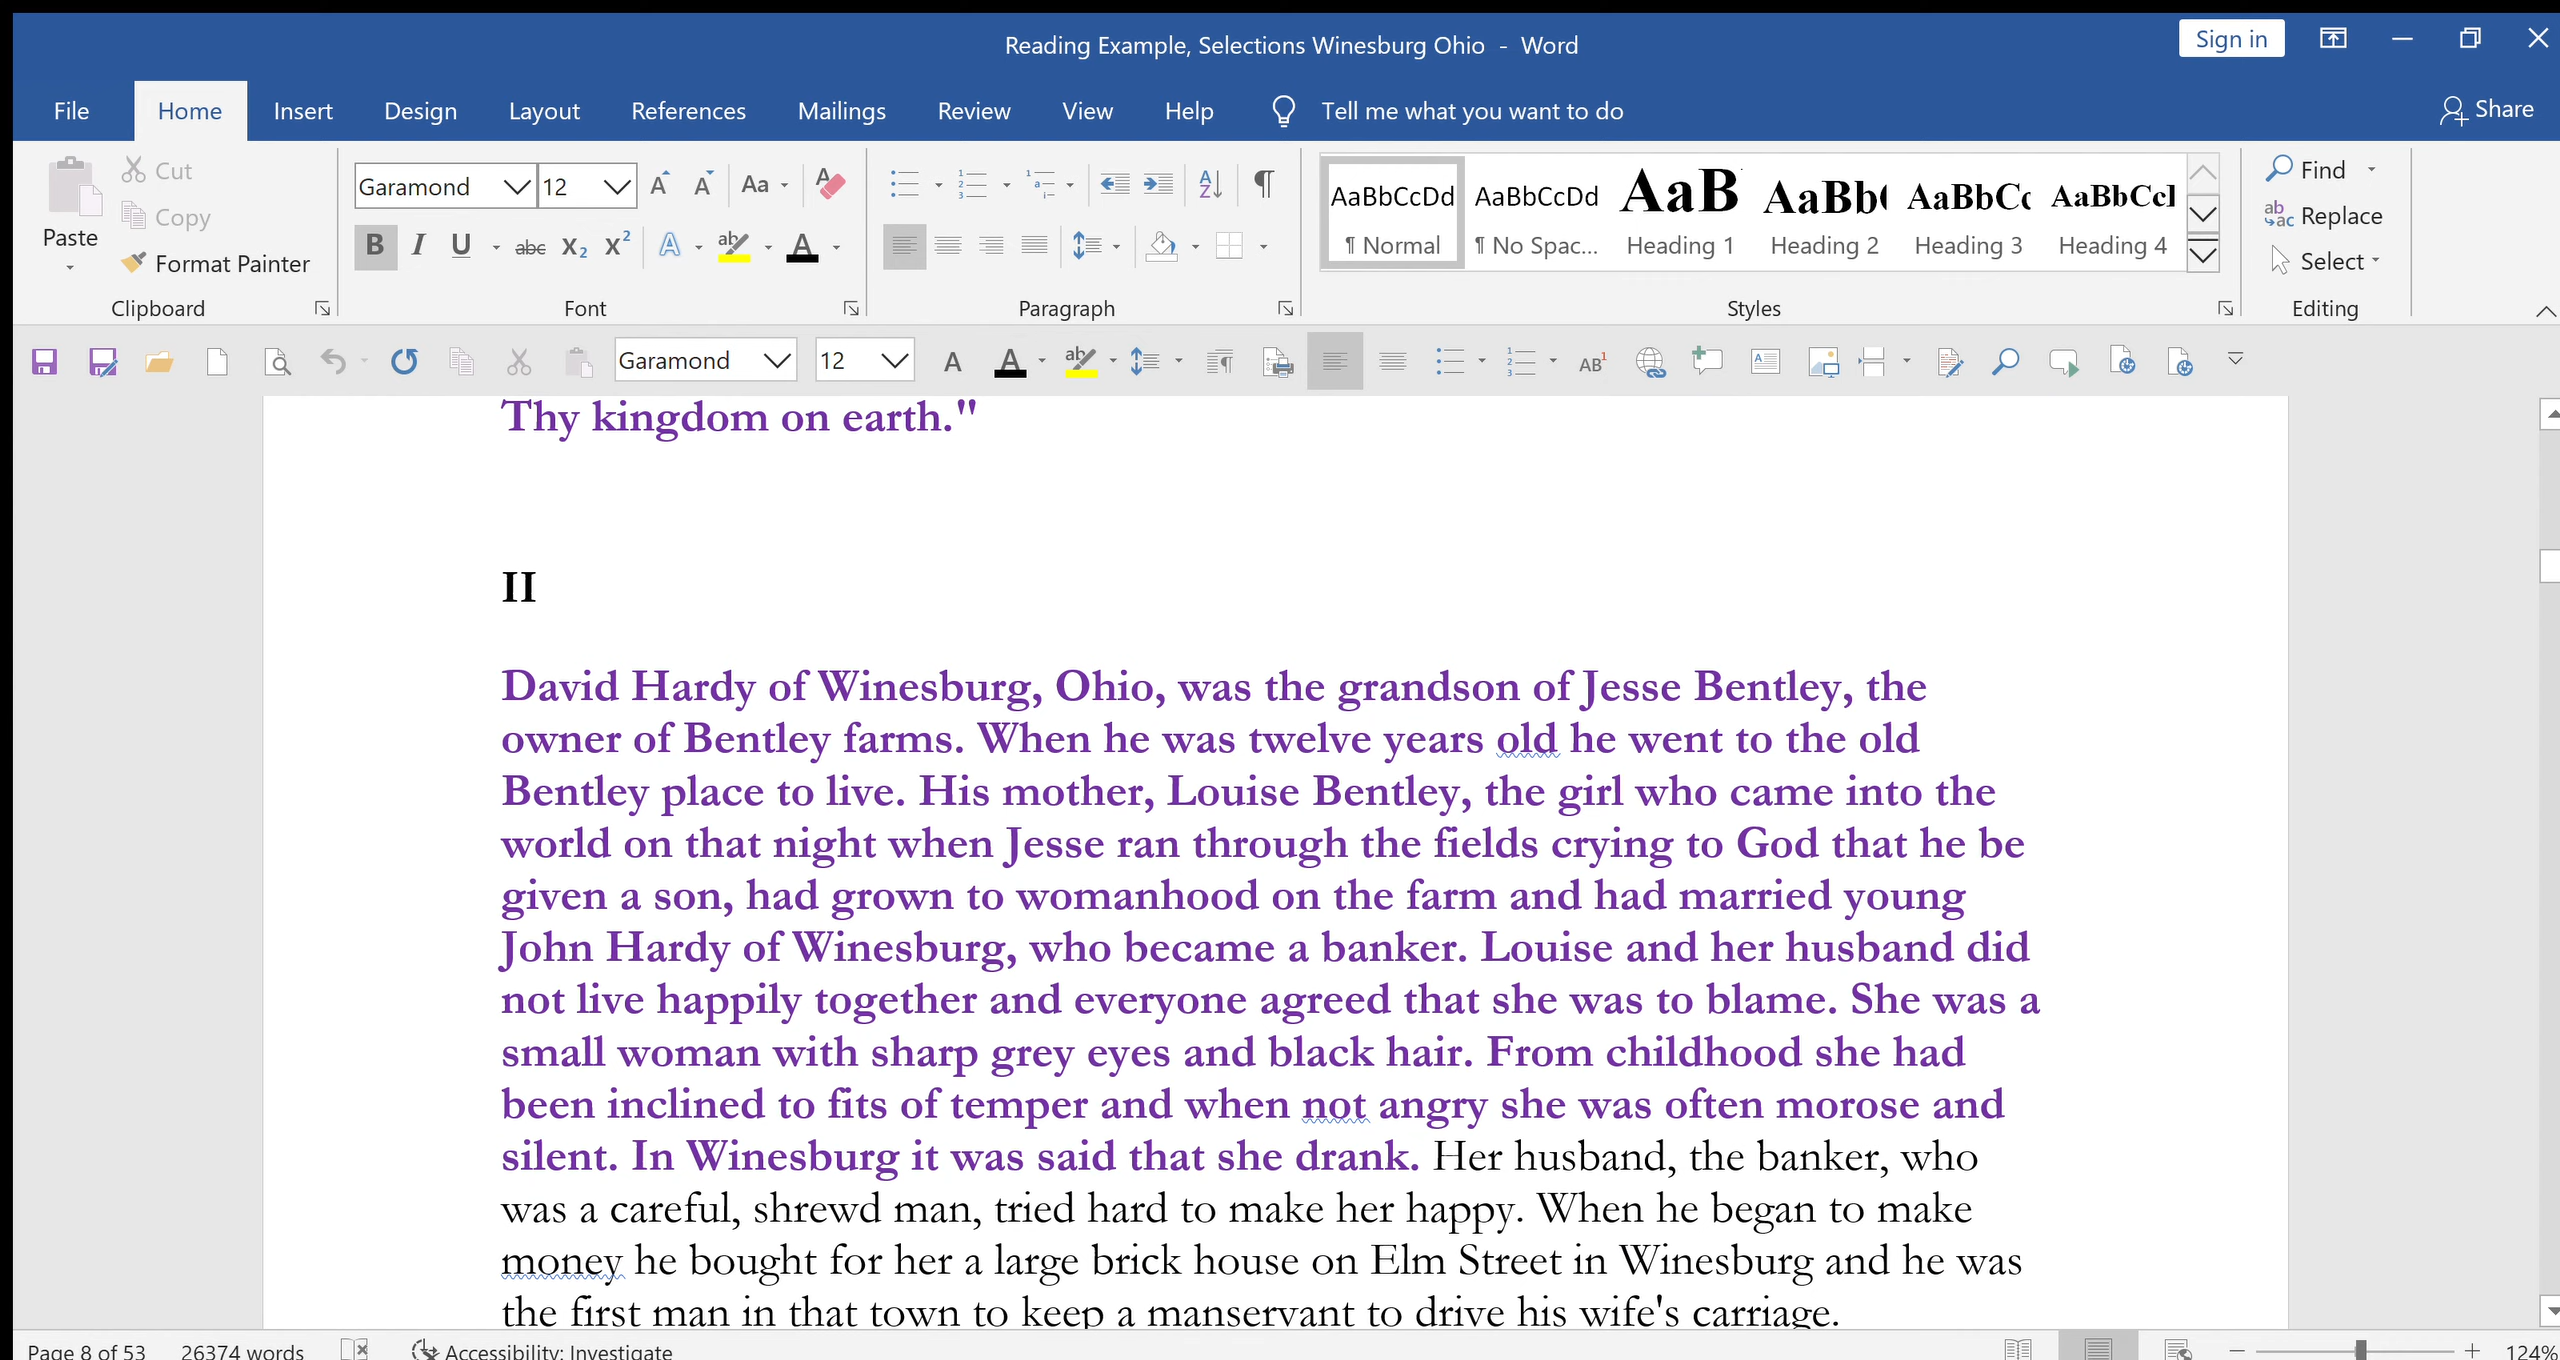 Reading Example, Selections Winesburg Ohio - Word
Sign in
File Home Insert Design Layout References Mailings Review View Help Tell me what you want to do Share
Paste
Cut
Copy
Format Painter
Clipboard
Garamond 12
Font
Paragraph
AaBbCcDd AaBbCcDd AaB AaBb( AaBbCc AaBbCcI
¶ Normal ¶ No Spac... Heading 1 Heading 2 Heading 3 Heading 4
Styles
Find
Replace
Select
Editing
Garamond 12
Thy kingdom on earth."
II
David Hardy of Winesburg, Ohio, was the grandson of Jesse Bentley, the
owner of Bentley farms. When he was twelve years old he went to the old
Bentley place to live. His mother, Louise Bentley, the girl who came into the
world on that night when Jesse ran through the fields crying to God that he be
given a son, had grown to womanhood on the farm and had married young
John Hardy of Winesburg, who became a banker. Louise and her husband did
not live happily together and everyone agreed that she was to blame. She was a
small woman with sharp grey eyes and black hair. From childhood she had
been inclined to fits of temper and when not angry she was often morose and
silent. In Winesburg it was said that she drank. Her husband, the banker, who
was a careful, shrewd man, tried hard to make her happy. When he began to make
money he bought for her a large brick house on Elm Street in Winesburg and he was
the first man in that town to keep a manservant to drive his wife's carriage.
Page 8 of 53 26374 words Accessibility: Investigate 124%